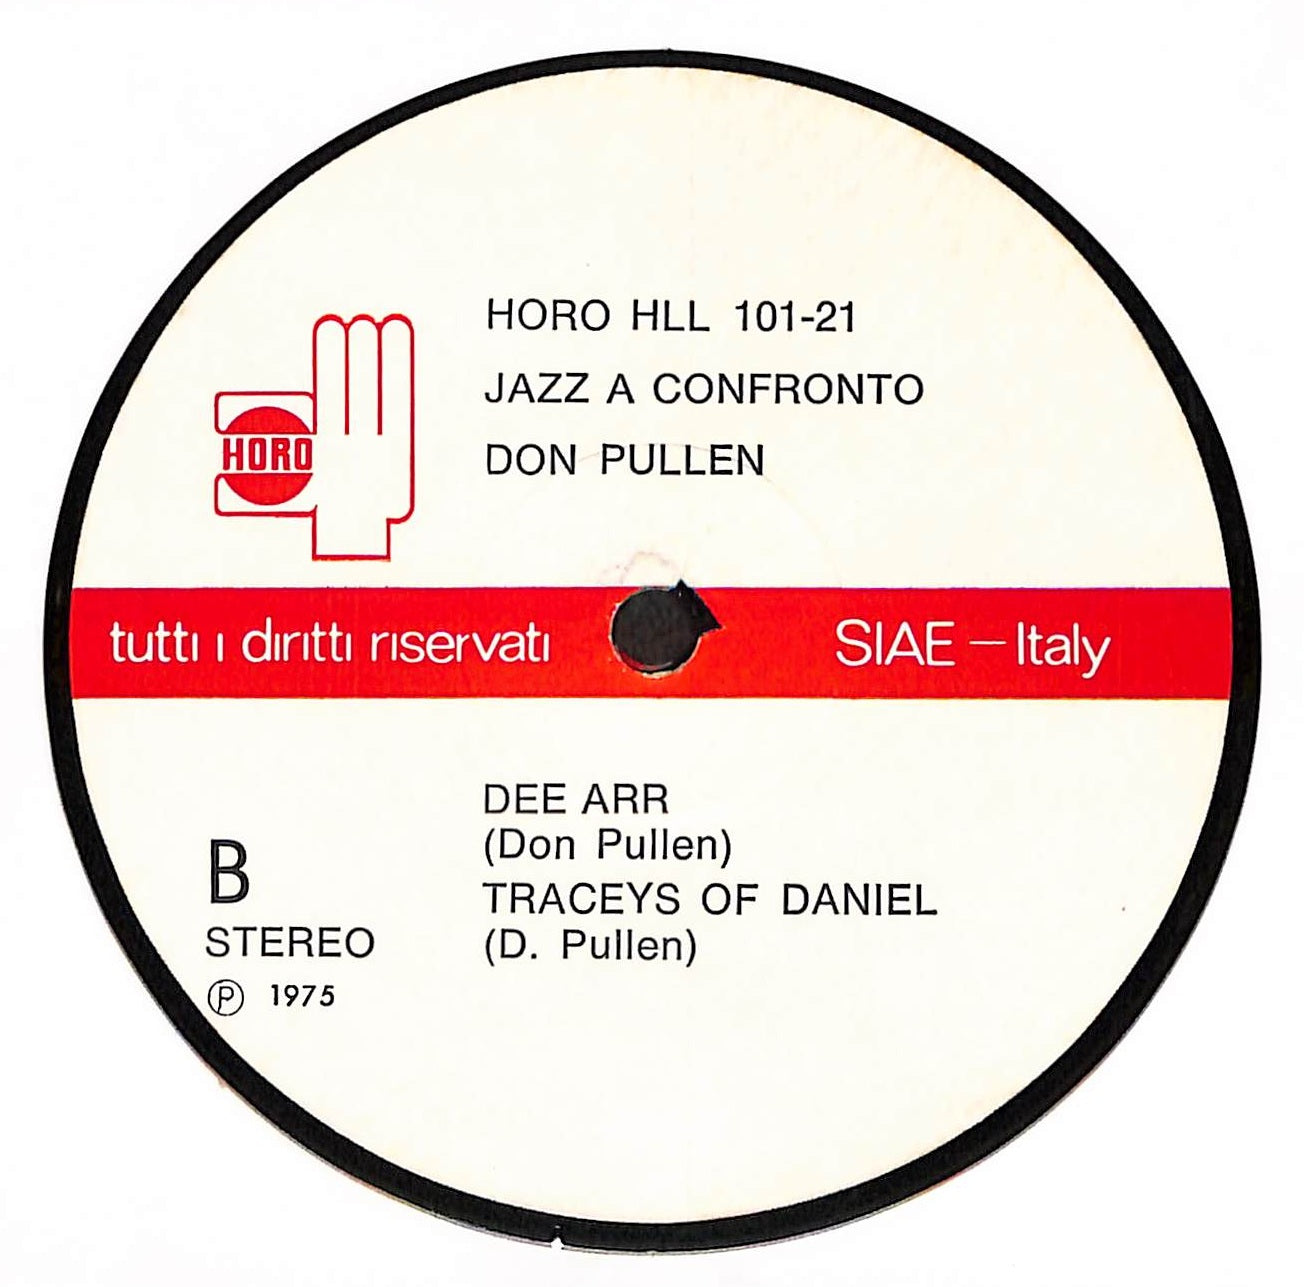 HORO HLL 101-21
JAZZ A CONFRONTO
HORO
DON PULLEN
tutti i diritti riservati
SIAE — Italy
DEE ARR
(Don Pullen)
B
TRACEYS OF DANIEL
STEREO
(D. Pullen)
Ⓟ 1975